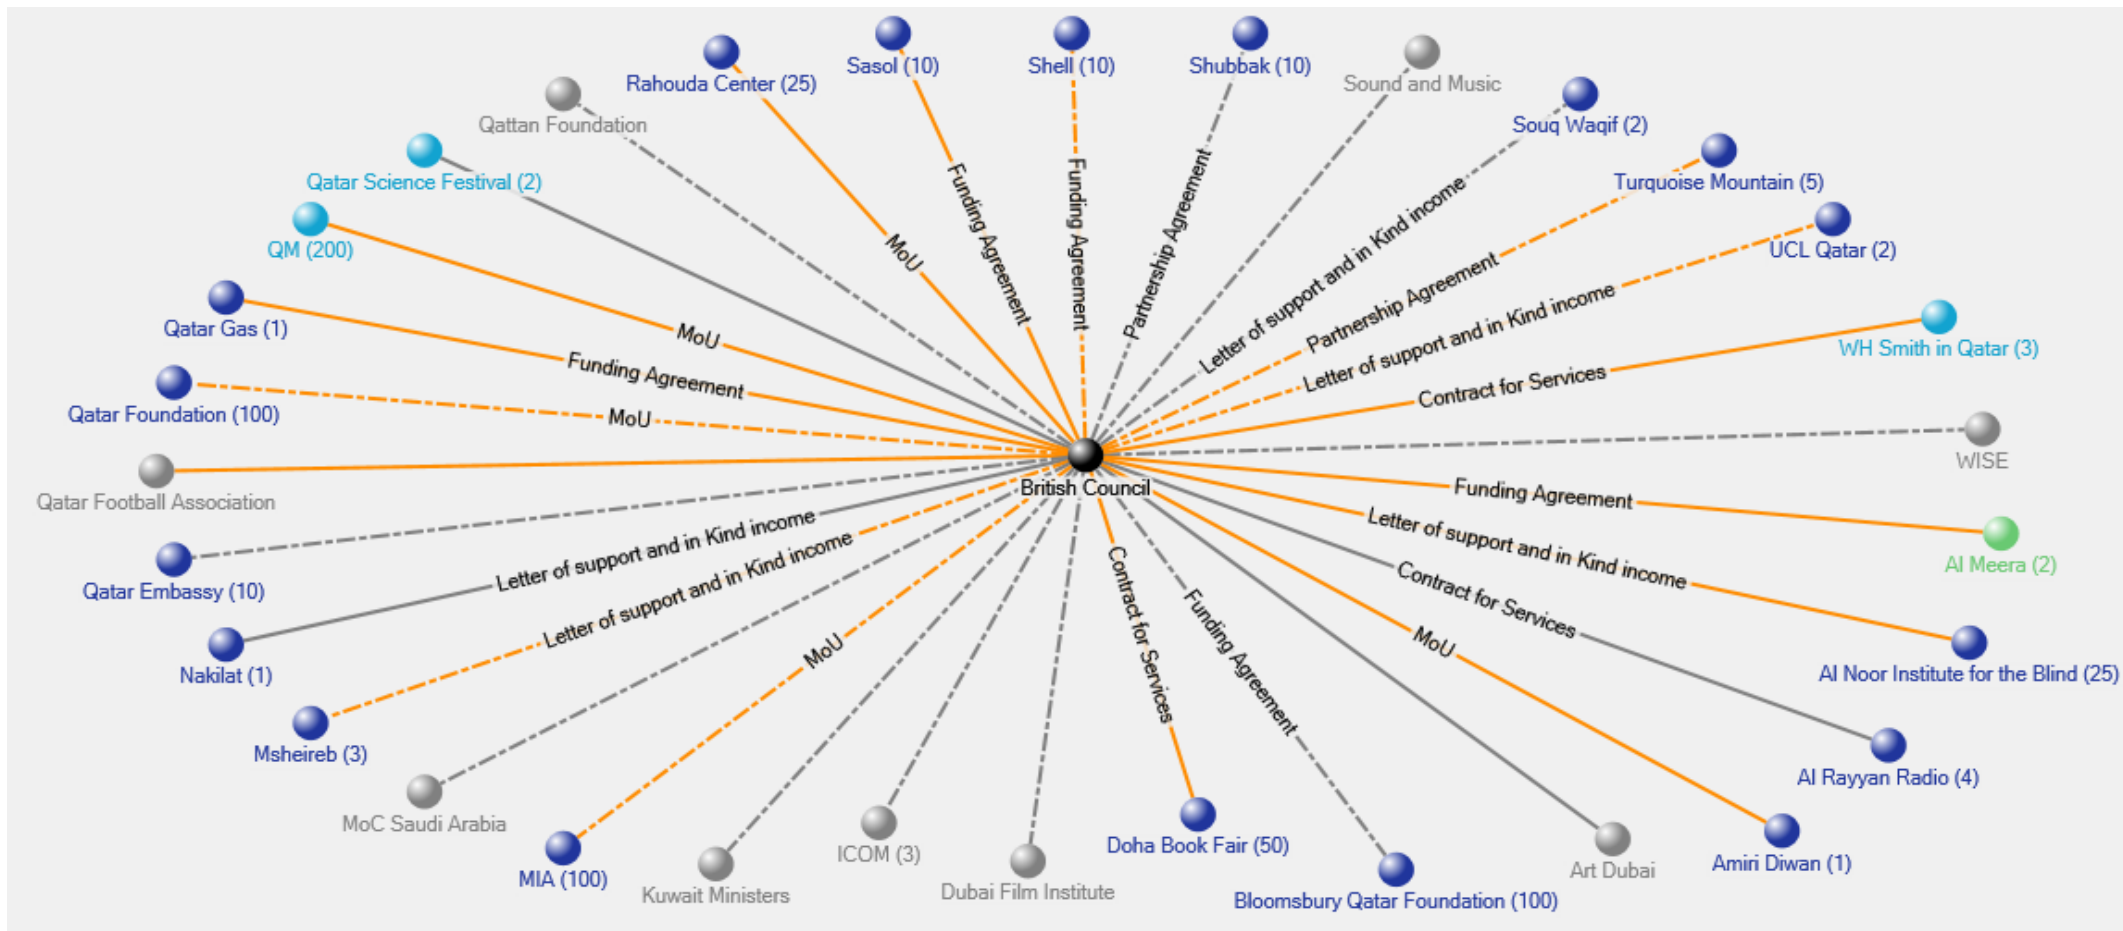 Sasol (10)
Shell (10)
Shubbak (10)
Rahouda Center (25)
Sound and Music
Qattan Foundation
Souq Waqif (2)
Qatar Science Festival (2)
Turquoise Mountain (5)
QM (200)
UCL Qatar (2)
Qatar Gas (1)
WH Smith in Qatar (3)
Qatar Foundation (100)
WISE
Qatar Football Association
British Council
Al Meera (2)
Qatar Embassy (10)
Nakilat (1)
Al Noor Institute for the Blind (25)
Msheireb (3)
Al Rayyan Radio (4)
MoC Saudi Arabia
MIA (100)
Kuwait Ministers
ICOM (3)
Dubai Film Institute
Doha Book Fair (50)
Bloomsbury Qatar Foundation (100)
Art Dubai
Amiri Diwan (1)
MoU
Funding Agreement
Funding Agreement
Partnership Agreement
Letter of support and in Kind income
Partnership Agreement
Letter of support and in Kind income
Contract for Services
MoU
Funding Agreement
MoU
Funding Agreement
Letter of support and in Kind income
Contract for Services
MoU
Letter of support and in Kind income
Letter of support and in Kind income
MoU
Contract for Services
Funding Agreement